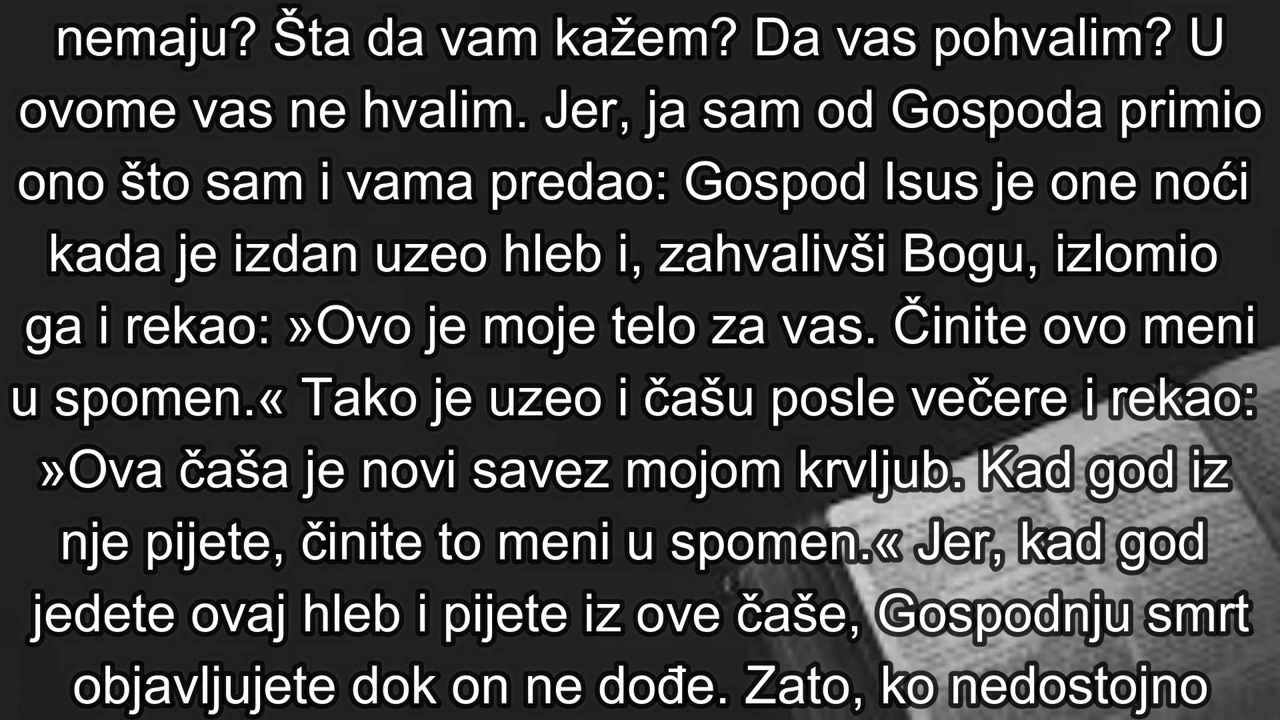 nemaju? Šta da vam kažem? Da vas pohvalim? U
ovome vas ne hvalim. Jer, ja sam od Gospoda primio
ono što sam i vama predao: Gospod Isus je one noći
kada je izdan uzeo hleb i, zahvalivši Bogu, izlomio
ga i rekao: »Ovo je moje telo za vas. Činite ovo meni
u spomen.« Tako je uzeo i čašu posle večere i rekao:
»Ova čaša je novi savez mojom krvljub. Kad god iz
nje pijete, činite to meni u spomen.« Jer, kad god
jedete ovaj hleb i pijete iz ove čaše, Gospodnju smrt
objavljujete dok on ne dođe. Zato, ko nedostojno